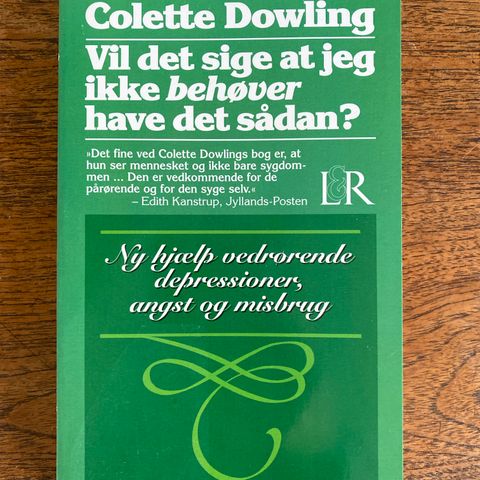 Colette Dowling
Vil det sige at jeg
ikke behøver
have det sådan?
»Det fine ved Colette Dowlings bog er, at
hun ser mennesket og ikke bare sygdom-
men ... Den er vedkommende for de
pårørende og for den syge selv.«
– Edith Kanstrup, Jyllands-Posten
L&R
Ny hjælp vedrørende
depressioner,
angst og misbrug